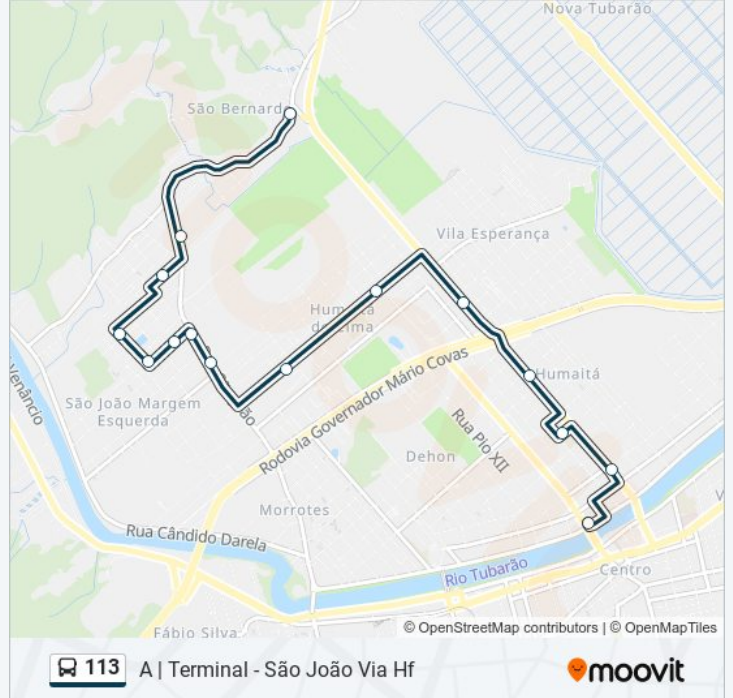 Nova Tubarão
São Bernard
Vila Esperança
Humaitá
de Cima
Rodovia Governador Mário Covas
Humaitá
Venâncio
São João Margem
Esquerda
Rua Pio XII
Dehon
Morrotes
Rua Cândido Darela
Rio Tubarão
Centro
Fábio Silva
© OpenStreetMap contributors | © OpenMapTiles
113 A | Terminal - São João Via Hf
moovit